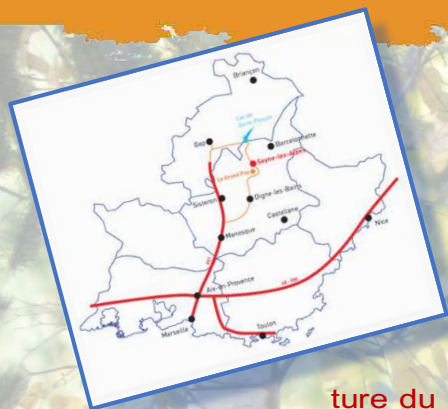 Briançon
Lac de
Serre-Ponçon
Gap
Barcelonnette
Seyne-les-Alpes
Le Grand Puy
Sisteron
Digne-les-Bains
Castellane
Nice
Manosque
Aix-en-Provence
Marseille
Toulon
ture du